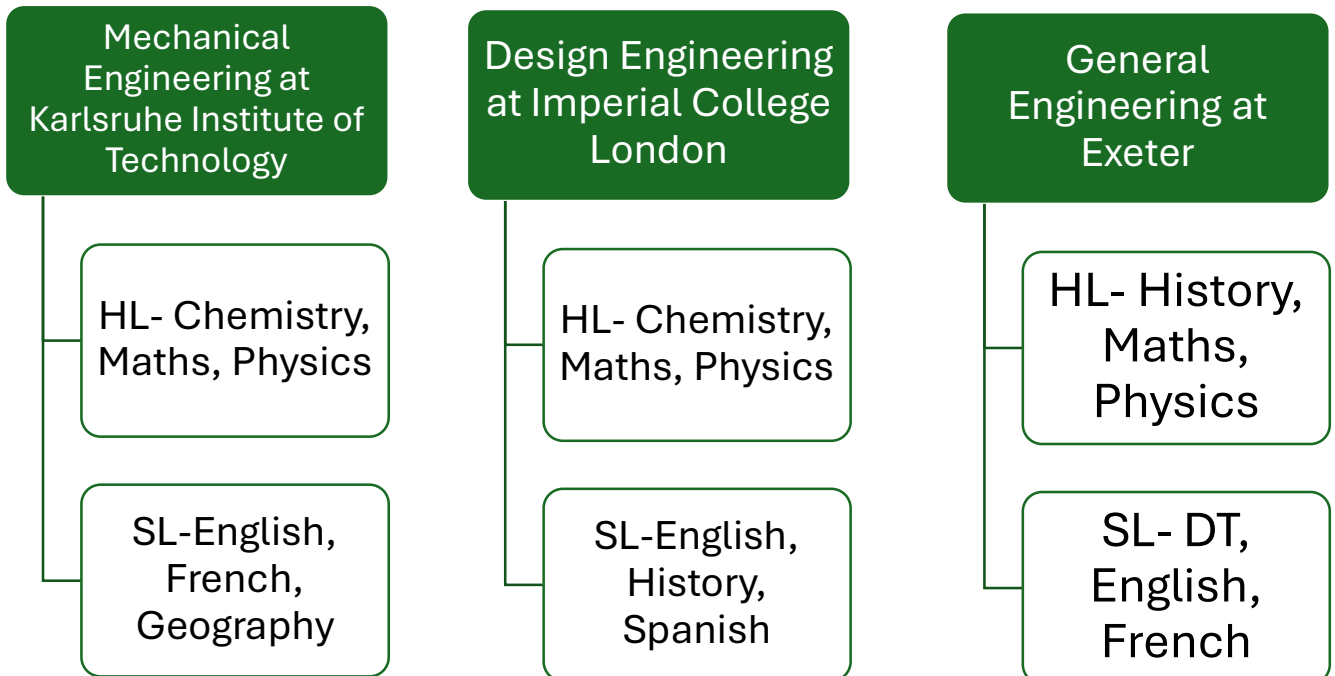 Mechanical
Engineering at
Karlsruhe Institute of
Technology
HL- Chemistry,
Maths, Physics
SL-English,
French,
Geography
Design Engineering
at Imperial College
London
HL- Chemistry,
Maths, Physics
SL-English,
History,
Spanish
General
Engineering at
Exeter
HL- History,
Maths,
Physics
SL- DT,
English,
French